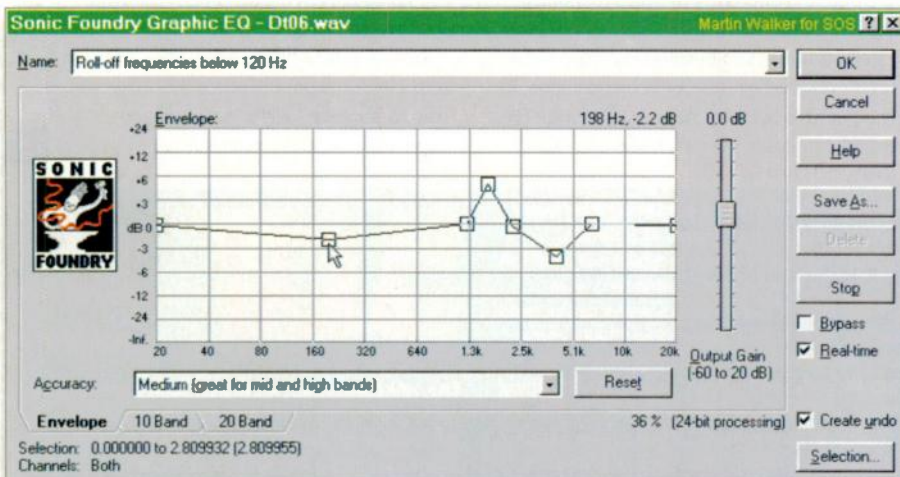 Sonic Foundry Graphic EQ - Dt06.wav Martin Walker for SOS ? ×
Name: Roll-off frequencies below 120 Hz
OK
Cancel
Help
Save As...
Delete
Stop
Bypass
Real-time
Create undo
Selection...
SONIC
FOUNDRY
Envelope: 198 Hz, -2.2 dB 0.0 dB
+24
+12
+6
+3
dB 0
-3
-6
-12
-24
-Inf.
20 40 80 160 320 640 1.3k 2.5k 5.1k 10k 20k
Output Gain
(-60 to 20 dB)
Accuracy: Medium (great for mid and high bands) Reset
Envelope 10 Band 20 Band 36 % (24-bit processing)
Selection: 0.000000 to 2.809932 (2.809955)
Channels: Both